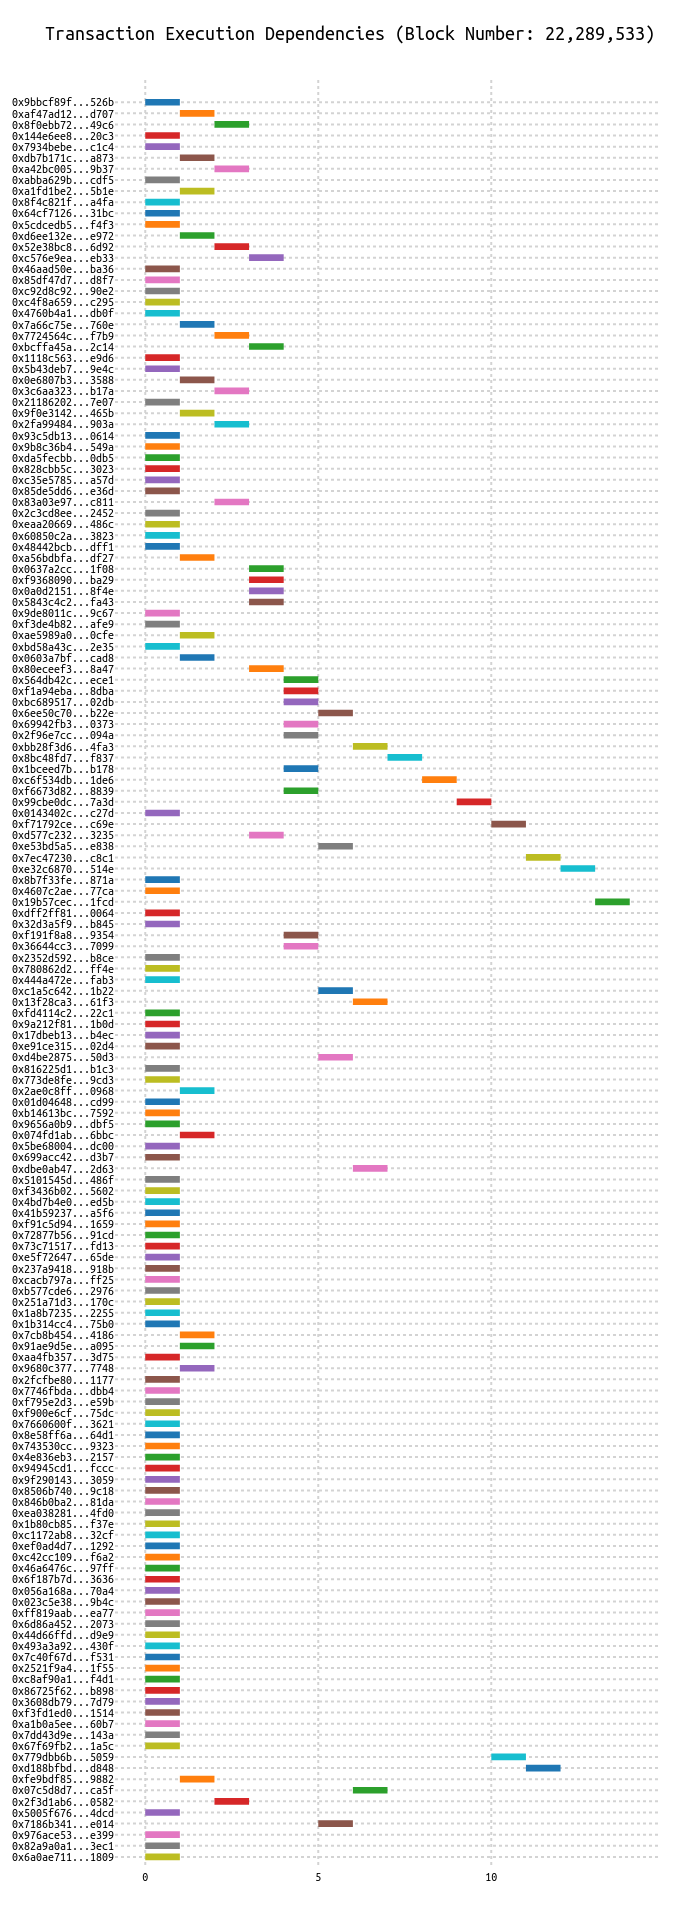 Transaction Execution Dependencies (Block Number: 22,289,533)
0x9bbcf89f...526b
0xaf47ad12...d707
0x8f0ebb72...49c6
0x144e6ee8...20c3
0x7934bebe...c1c4
0xdb7b171c...a873
0xa42bc005...9b37
0xabba629b...cdf5
0xa1fd1be2...5b1e
0x8f4c821f...a4fa
0x64cf7126...31bc
0x5cdcedb5...f4f3
0xd6ee132e...e972
0x52e38bc8...6d92
0xc576e9ea...eb33
0x46aad50e...ba36
0x85df47d7...d8f7
0xc92d8c92...90e2
0xc4f8a659...c295
0x4760b4a1...db0f
0x7a66c75e...760e
0x7724564c...f7b9
0xbcffa45a...2c14
0x1118c563...e9d6
0x5b43deb7...9e4c
0x0e6807b3...3588
0x3c6aa323...b17a
0x21186202...7e07
0x9f0e3142...465b
0x2fa99484...903a
0x93c5db13...0614
0x9b8c36b4...549a
0xda5fecbb...0db5
0x828cbb5c...3023
0xc35e5785...a57d
0x85de5dd6...e36d
0x83a03e97...c811
0x2c3cd8ee...2452
0xeaa20669...486c
0x60850c2a...3823
0x48442bcb...dff1
0xa56bdbfa...df27
0x0637a2cc...1f08
0xf9368090...ba29
0x0a0d2151...8f4e
0x5843c4c2...fa43
0x9de8011c...9c67
0xf3de4b82...afe9
0xae5989a0...0cfe
0xbd58a43c...2e35
0x0603a7bf...cad8
0x80eceef3...8a47
0x564db42c...ece1
0xf1a94eba...8dba
0xbc689517...02db
0x6ee50c70...b22e
0x69942fb3...0373
0x2f96e7cc...094a
0xbb28f3d6...4fa3
0x8bc48fd7...f837
0x1bceed7b...b178
0xc6f534db...1de6
0xf6673d82...8839
0x99cbe0dc...7a3d
0x0143402c...c27d
0xf71792ce...c69e
0xd577c232...3235
0xe53bd5a5...e838
0x7ec47230...c8c1
0xe32c6870...514e
0x8b7f33fe...871a
0x4607c2ae...77ca
0x19b57cec...1fcd
0xdff2ff81...0064
0x32d3a5f9...b845
0xf191f8a8...9354
0x36644cc3...7099
0x2352d592...b8ce
0x780862d2...ff4e
0x444a472e...fab3
0xc1a5c642...1b22
0x13f28ca3...61f3
0xfd4114c2...22c1
0x9a212f81...1b0d
0x17dbeb13...b4ec
0xe91ce315...02d4
0xd4be2875...50d3
0x816225d1...b1c3
0x773de8fe...9cd3
0x2ae0c8ff...0968
0x01d04648...cd99
0xb14613bc...7592
0x9656a0b9...dbf5
0x074fd1ab...6bbc
0x5be68004...dc00
0x699acc42...d3b7
0xdbe0ab47...2d63
0x5101545d...486f
0xf3436b02...5602
0x4bd7b4e0...ed5b
0x41b59237...a5f6
0xf91c5d94...1659
0x72877b56...91cd
0x73c71517...fd13
0xe5f72647...65de
0x237a9418...918b
0xcacb797a...ff25
0xb577cde6...2976
0x251a71d3...170c
0x1a8b7235...2255
0x1b314cc4...75b0
0x7cb8b454...4186
0x91ae9d5e...a095
0xaa4fb357...3d75
0x9680c377...7748
0x2fcfbe80...1177
0x7746fbda...dbb4
0xf795e2d3...e59b
0xf900e6cf...75dc
0x7660600f...3621
0x8e58ff6a...64d1
0x743530cc...9323
0x4e836eb3...2157
0x94945cd1...fccc
0x9f290143...3059
0x8506b740...9c18
0x846b0ba2...81da
0xea038281...4fd0
0x1b80cb85...f37e
0xc1172ab8...32cf
0xef0ad4d7...1292
0xc42cc109...f6a2
0x46a6476c...97ff
0x6f187b7d...3636
0x056a168a...70a4
0x023c5e38...9b4c
0xff819aab...ea77
0x6d86a452...2073
0x44d66ffd...d9e9
0x493a3a92...430f
0x7c40f67d...f531
0x2521f9a4...1f55
0xc8af90a1...f4d1
0x86725f62...b898
0x3608db79...7d79
0xf3fd1ed0...1514
0xa1b0a5ee...60b7
0x7dd43d9e...143a
0x67f69fb2...1a5c
0x779dbb6b...5059
0xd188bfbd...d848
0xfe9bdf85...9882
0x07c5d8d7...ca5f
0x2f3d1ab6...0582
0x5005f676...4dcd
0x7186b341...e014
0x976ace53...e399
0x82a9a0a1...3ec1
0x6a0ae711...1809
0 5 10